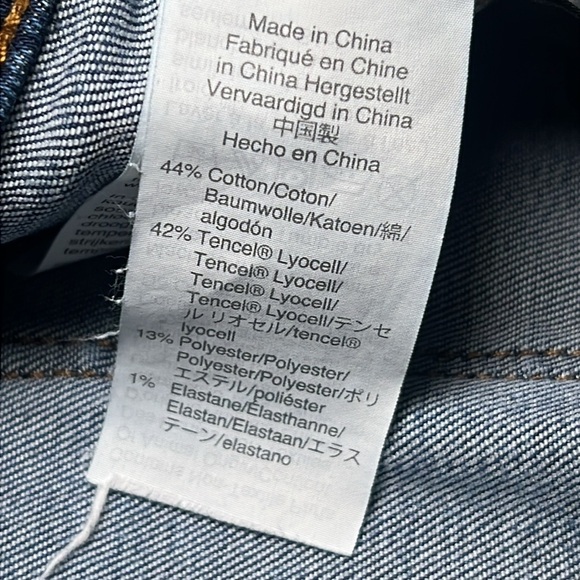 Made in China
Fabriqué en Chine
in China Hergestellt
Vervaardigd in China
中国製
Hecho en China
44% Cotton/Coton/
Baumwolle/Katoen/綿/
algodón
42% Tencel® Lyocell/
Tencel® Lyocell/
Tencel® Lyocell/
Tencel® Lyocell/テンセ
ル リオセル/tencel®
lyocell
13% Polyester/Polyester/
Polyester/Polyester/ポリ
エステル/poliéster
1% Elastane/Élasthanne/
Elastan/Elastaan/エラス
テーン/elastano